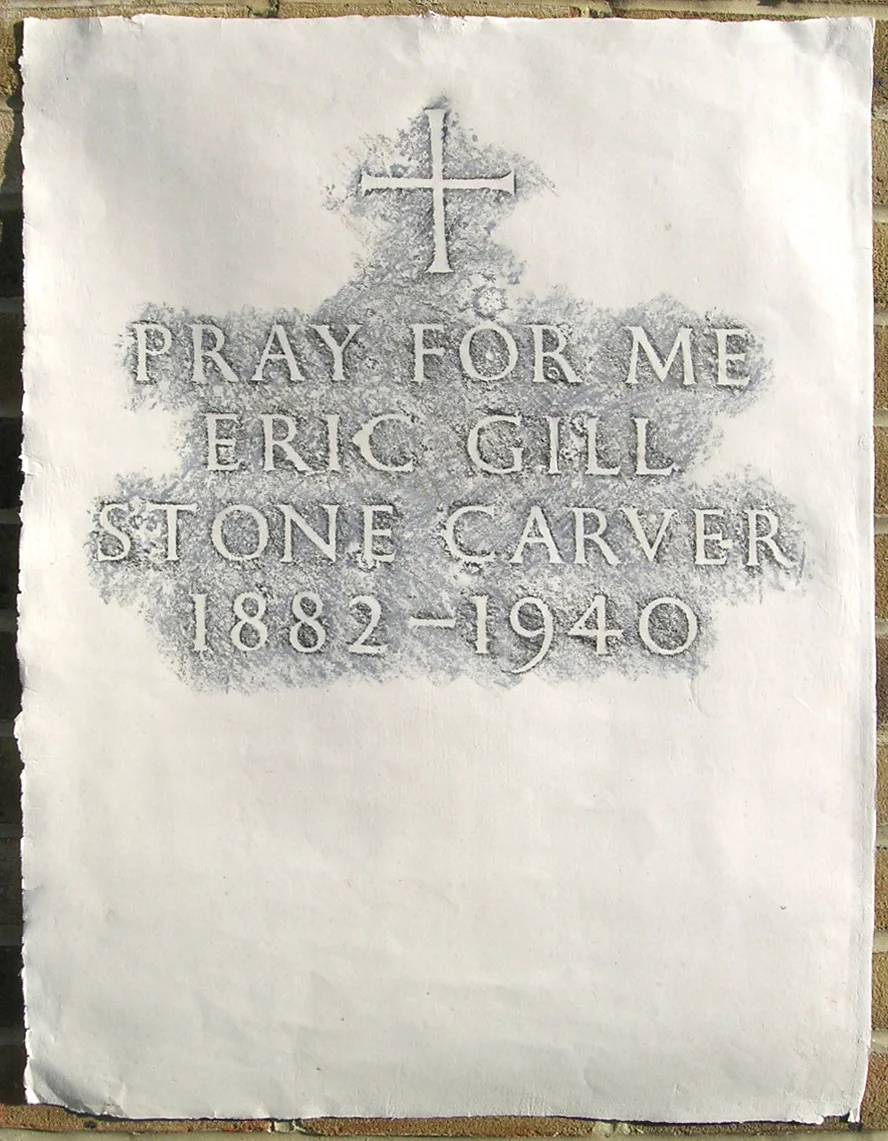 PRAY FOR ME
ERIC GILL
STONE CARVER
1882–1940